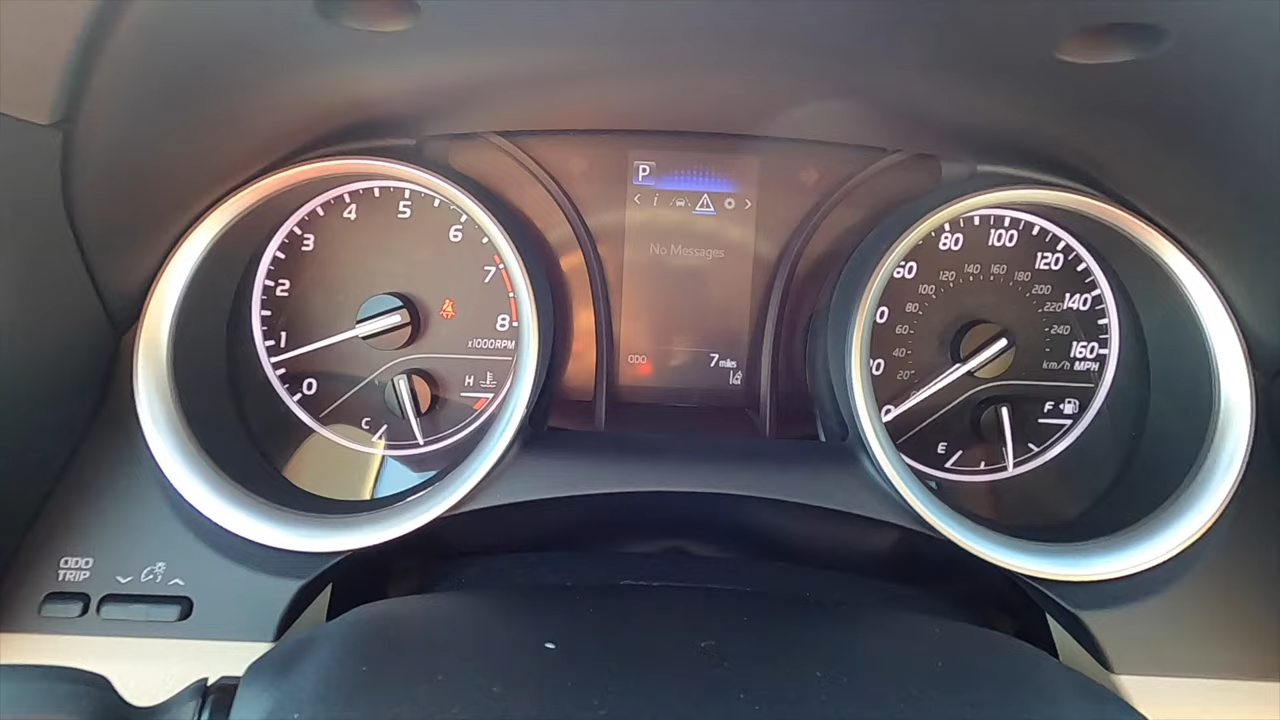 P
i
No Messages
ODO 7 miles
0
1
2
3
4
5
6
7
8
x1000RPM
H
C
60
80
100
120
140
160
MPH
20
40
60
80
100
120
140
160
180
200
220
240
km/h
F
E
ODO
TRIP